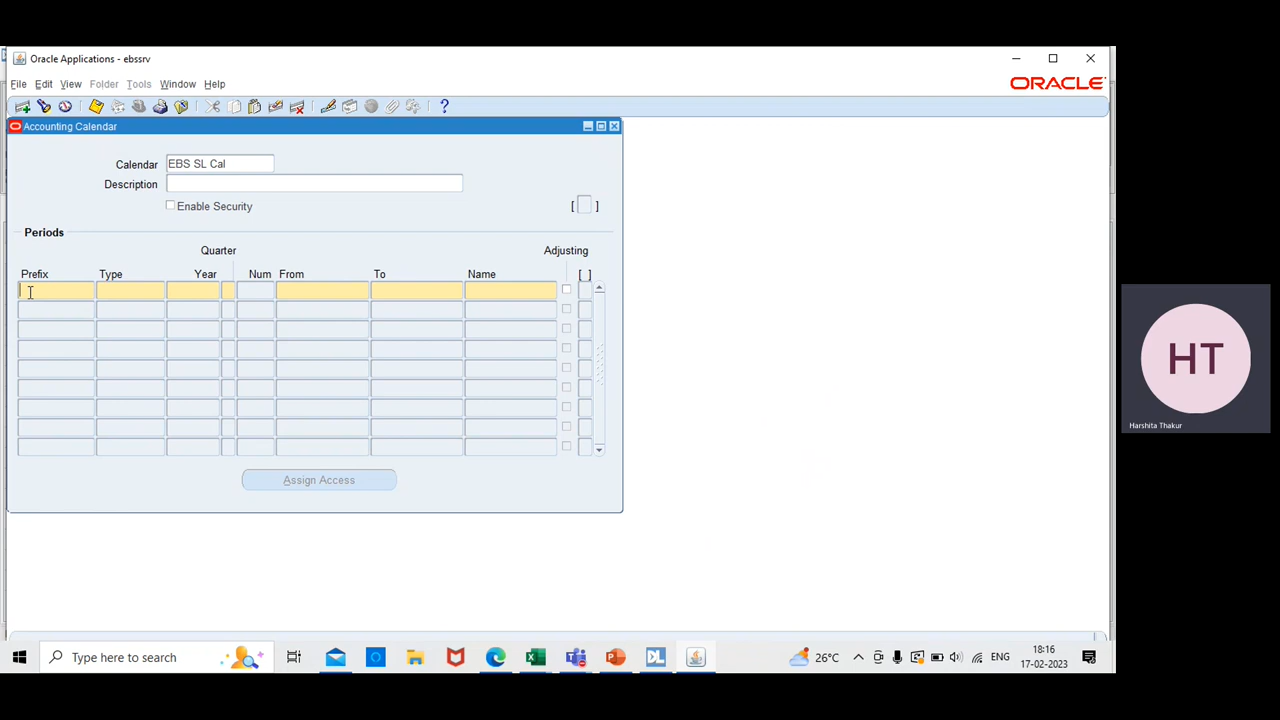 Oracle Applications - ebssrv
File Edit View Folder Tools Window Help
ORACLE
Accounting Calendar
Calendar EBS SL Cal
Description
Enable Security
[ ]
Periods
Quarter Adjusting
Prefix Type Year Num From To Name [ ]
Assign Access
HT
Harshita Thakur
Type here to search
26°C
ENG
18:16
17-02-2023